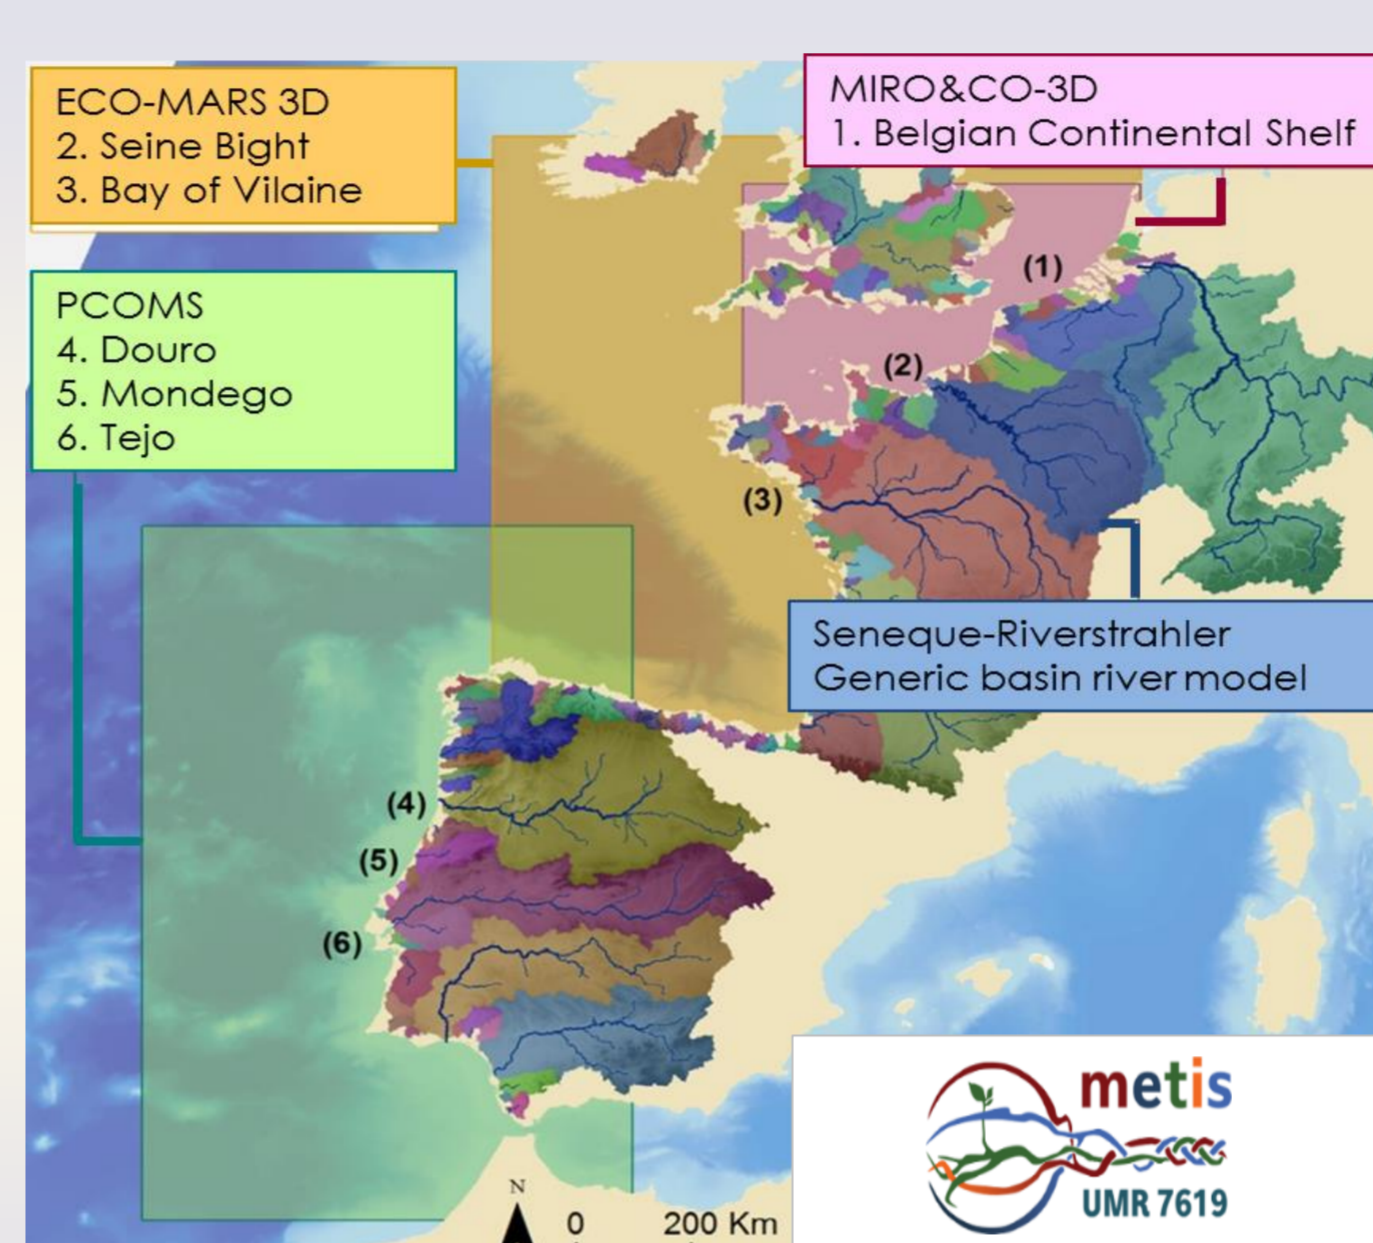 ECO-MARS 3D
2. Seine Bight
3. Bay of Vilaine
MIRO&CO-3D
1. Belgian Continental Shelf
PCOMS
4. Douro
5. Mondego
6. Tejo
(1)
(2)
(3)
Seneque-Riverstrahler
Generic basin river model
(4)
(5)
(6)
N
0 200 Km
metis
UMR 7619